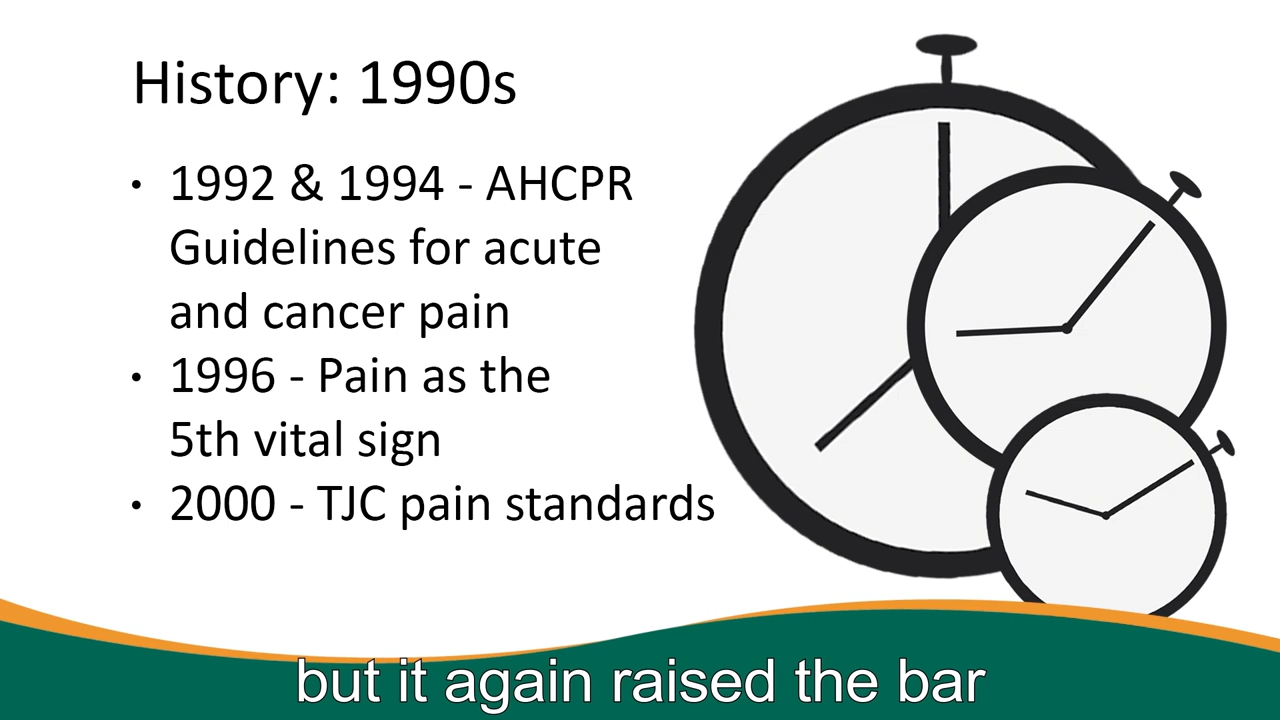 History: 1990s
• 1992 & 1994 - AHCPR
Guidelines for acute
and cancer pain
• 1996 - Pain as the
5th vital sign
• 2000 - TJC pain standards
but it again raised the bar